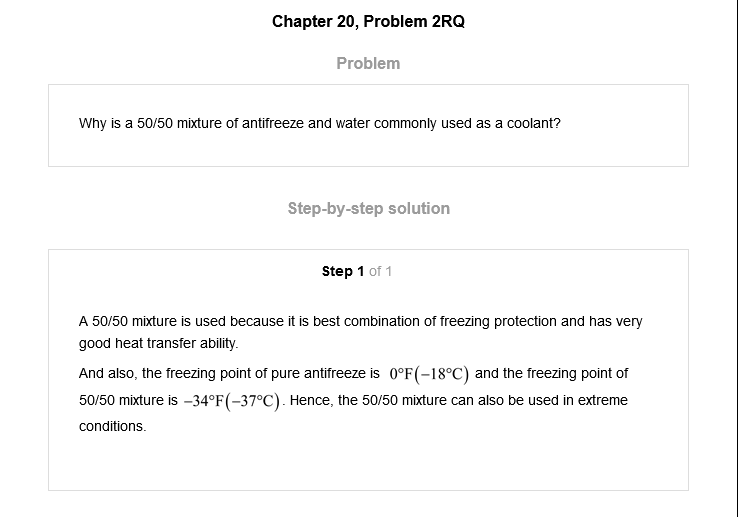 Chapter 20, Problem 2RQ
Problem
Why is a 50/50 mixture of antifreeze and water commonly used as a coolant?
Step-by-step solution
Step 1 of 1
A 50/50 mixture is used because it is best combination of freezing protection and has very
good heat transfer ability.
And also, the freezing point of pure antifreeze is 0°F(−18°C) and the freezing point of
50/50 mixture is −34°F(−37°C). Hence, the 50/50 mixture can also be used in extreme
conditions.